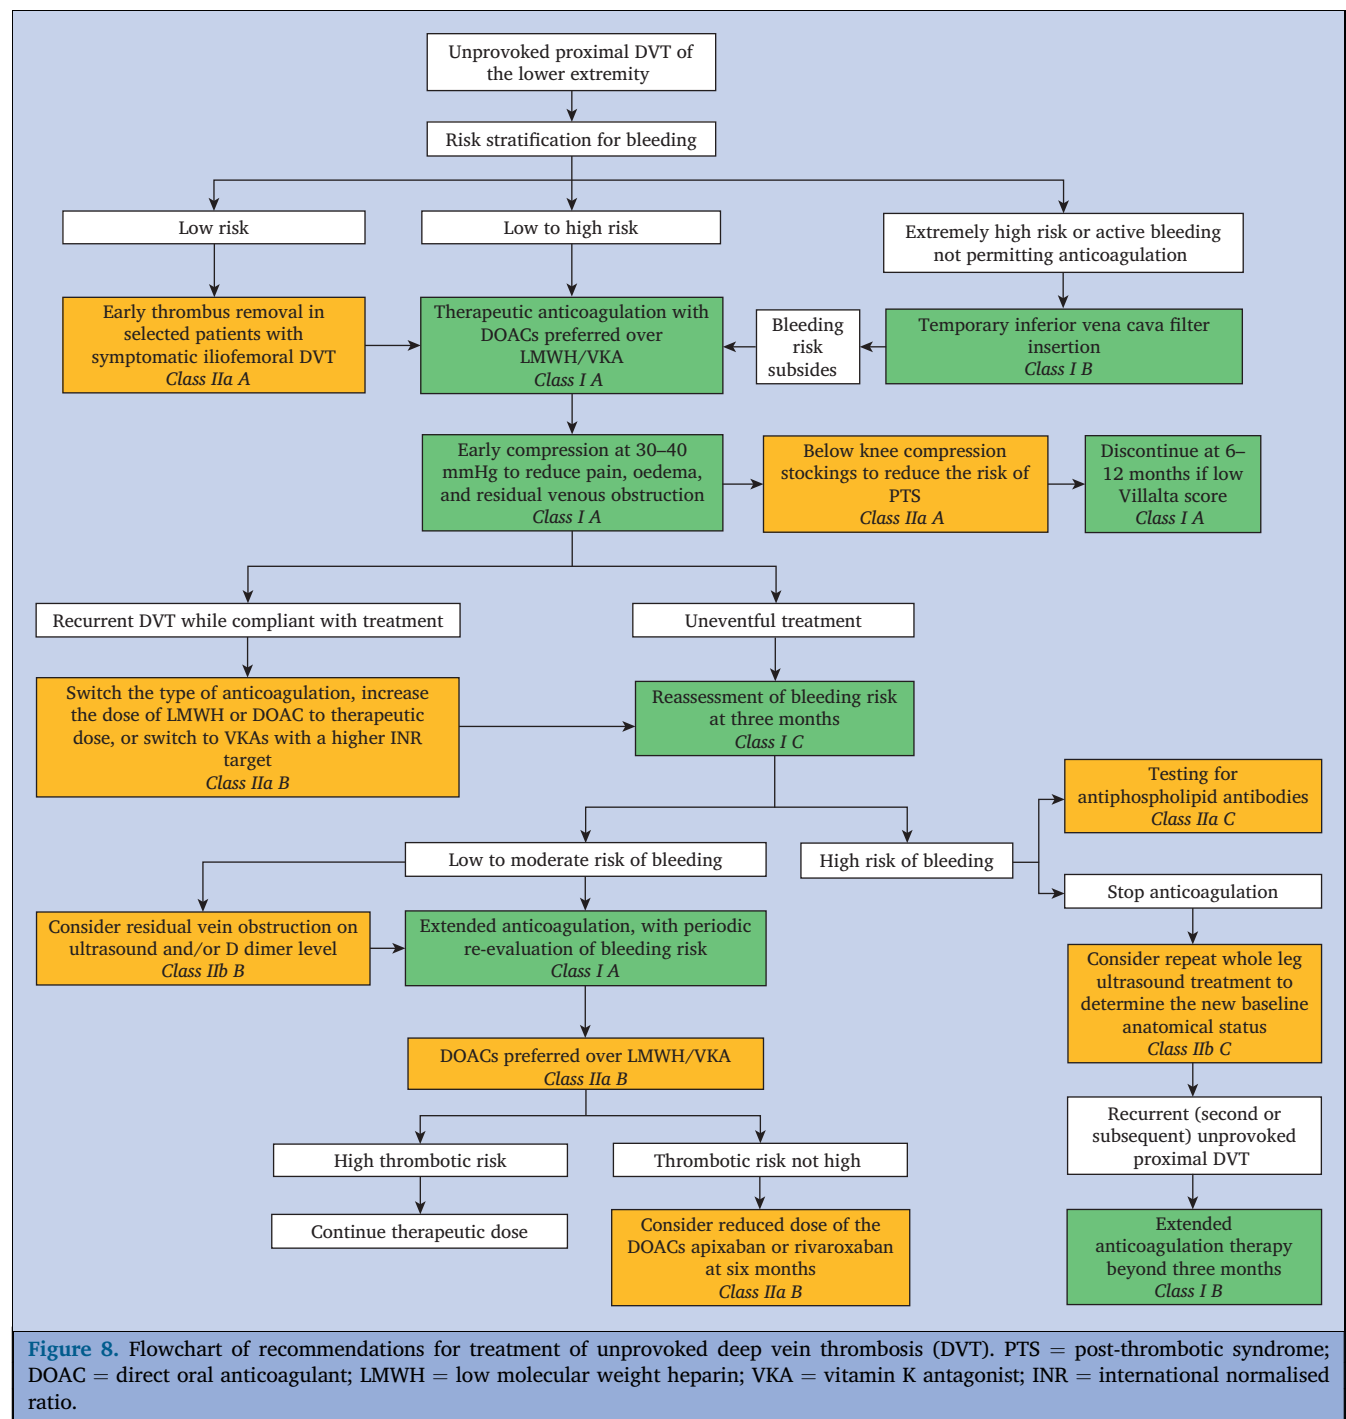 Unprovoked proximal DVT of
the lower extremity
Risk stratification for bleeding
Low risk
Low to high risk
Extremely high risk or active bleeding
not permitting anticoagulation
Early thrombus removal in
selected patients with
symptomatic iliofemoral DVT
Class IIa A
Therapeutic anticoagulation with
DOACs preferred over
LMWH/VKA
Class I A
Bleeding
risk
subsides
Temporary inferior vena cava filter
insertion
Class I B
Early compression at 30–40
mmHg to reduce pain, oedema,
and residual venous obstruction
Class I A
Below knee compression
stockings to reduce the risk of
PTS
Class IIa A
Discontinue at 6–
12 months if low
Villalta score
Class I A
Recurrent DVT while compliant with treatment
Uneventful treatment
Switch the type of anticoagulation, increase
the dose of LMWH or DOAC to therapeutic
dose, or switch to VKAs with a higher INR
target
Class IIa B
Reassessment of bleeding risk
at three months
Class I C
Testing for
antiphospholipid antibodies
Class IIa C
Low to moderate risk of bleeding
High risk of bleeding
Stop anticoagulation
Consider residual vein obstruction on
ultrasound and/or D dimer level
Class IIb B
Extended anticoagulation, with periodic
re-evaluation of bleeding risk
Class I A
Consider repeat whole leg
ultrasound treatment to
determine the new baseline
anatomical status
Class IIb C
DOACs preferred over LMWH/VKA
Class IIa B
Recurrent (second or
subsequent) unprovoked
proximal DVT
High thrombotic risk
Thrombotic risk not high
Continue therapeutic dose
Consider reduced dose of the
DOACs apixaban or rivaroxaban
at six months
Class IIa B
Extended
anticoagulation therapy
beyond three months
Class I B
Figure 8. Flowchart of recommendations for treatment of unprovoked deep vein thrombosis (DVT). PTS = post-thrombotic syndrome;
DOAC = direct oral anticoagulant; LMWH = low molecular weight heparin; VKA = vitamin K antagonist; INR = international normalised
ratio.